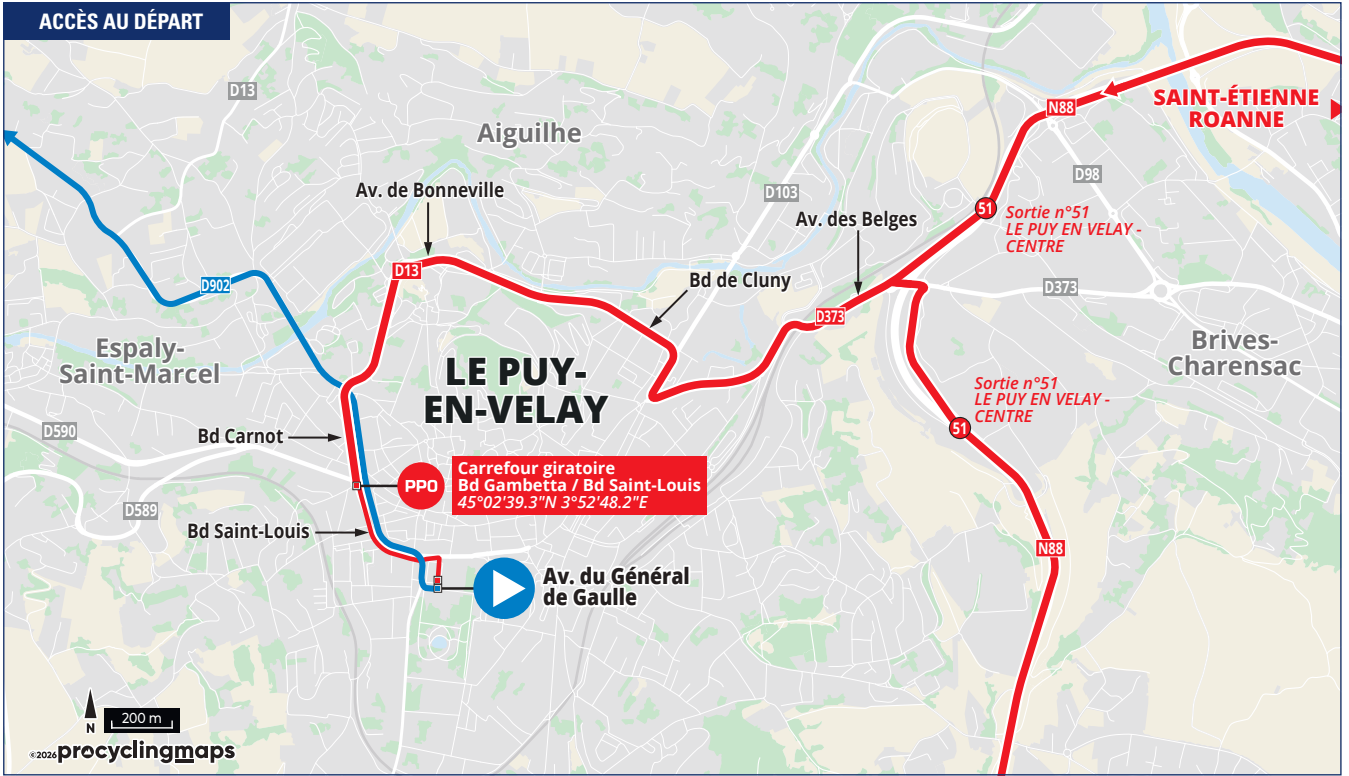 ACCÈS AU DÉPART
D13
Aiguilhe
N88
SAINT-ÉTIENNE
ROANNE
D98
D103
Av. de Bonneville
Av. des Belges
51
Sortie n°51
LE PUY EN VELAY -
CENTRE
D13
D902
Bd de Cluny
D373
D373
Espaly-
Saint-Marcel
LE PUY-
EN-VELAY
Brives-
Charensac
Sortie n°51
LE PUY EN VELAY -
CENTRE
51
D590
Bd Carnot
PPO
Carrefour giratoire
Bd Gambetta / Bd Saint-Louis
45°02'39.3"N 3°52'48.2"E
D589
Bd Saint-Louis
N88
Av. du Général
de Gaulle
N
200 m
©2026 procyclingmaps